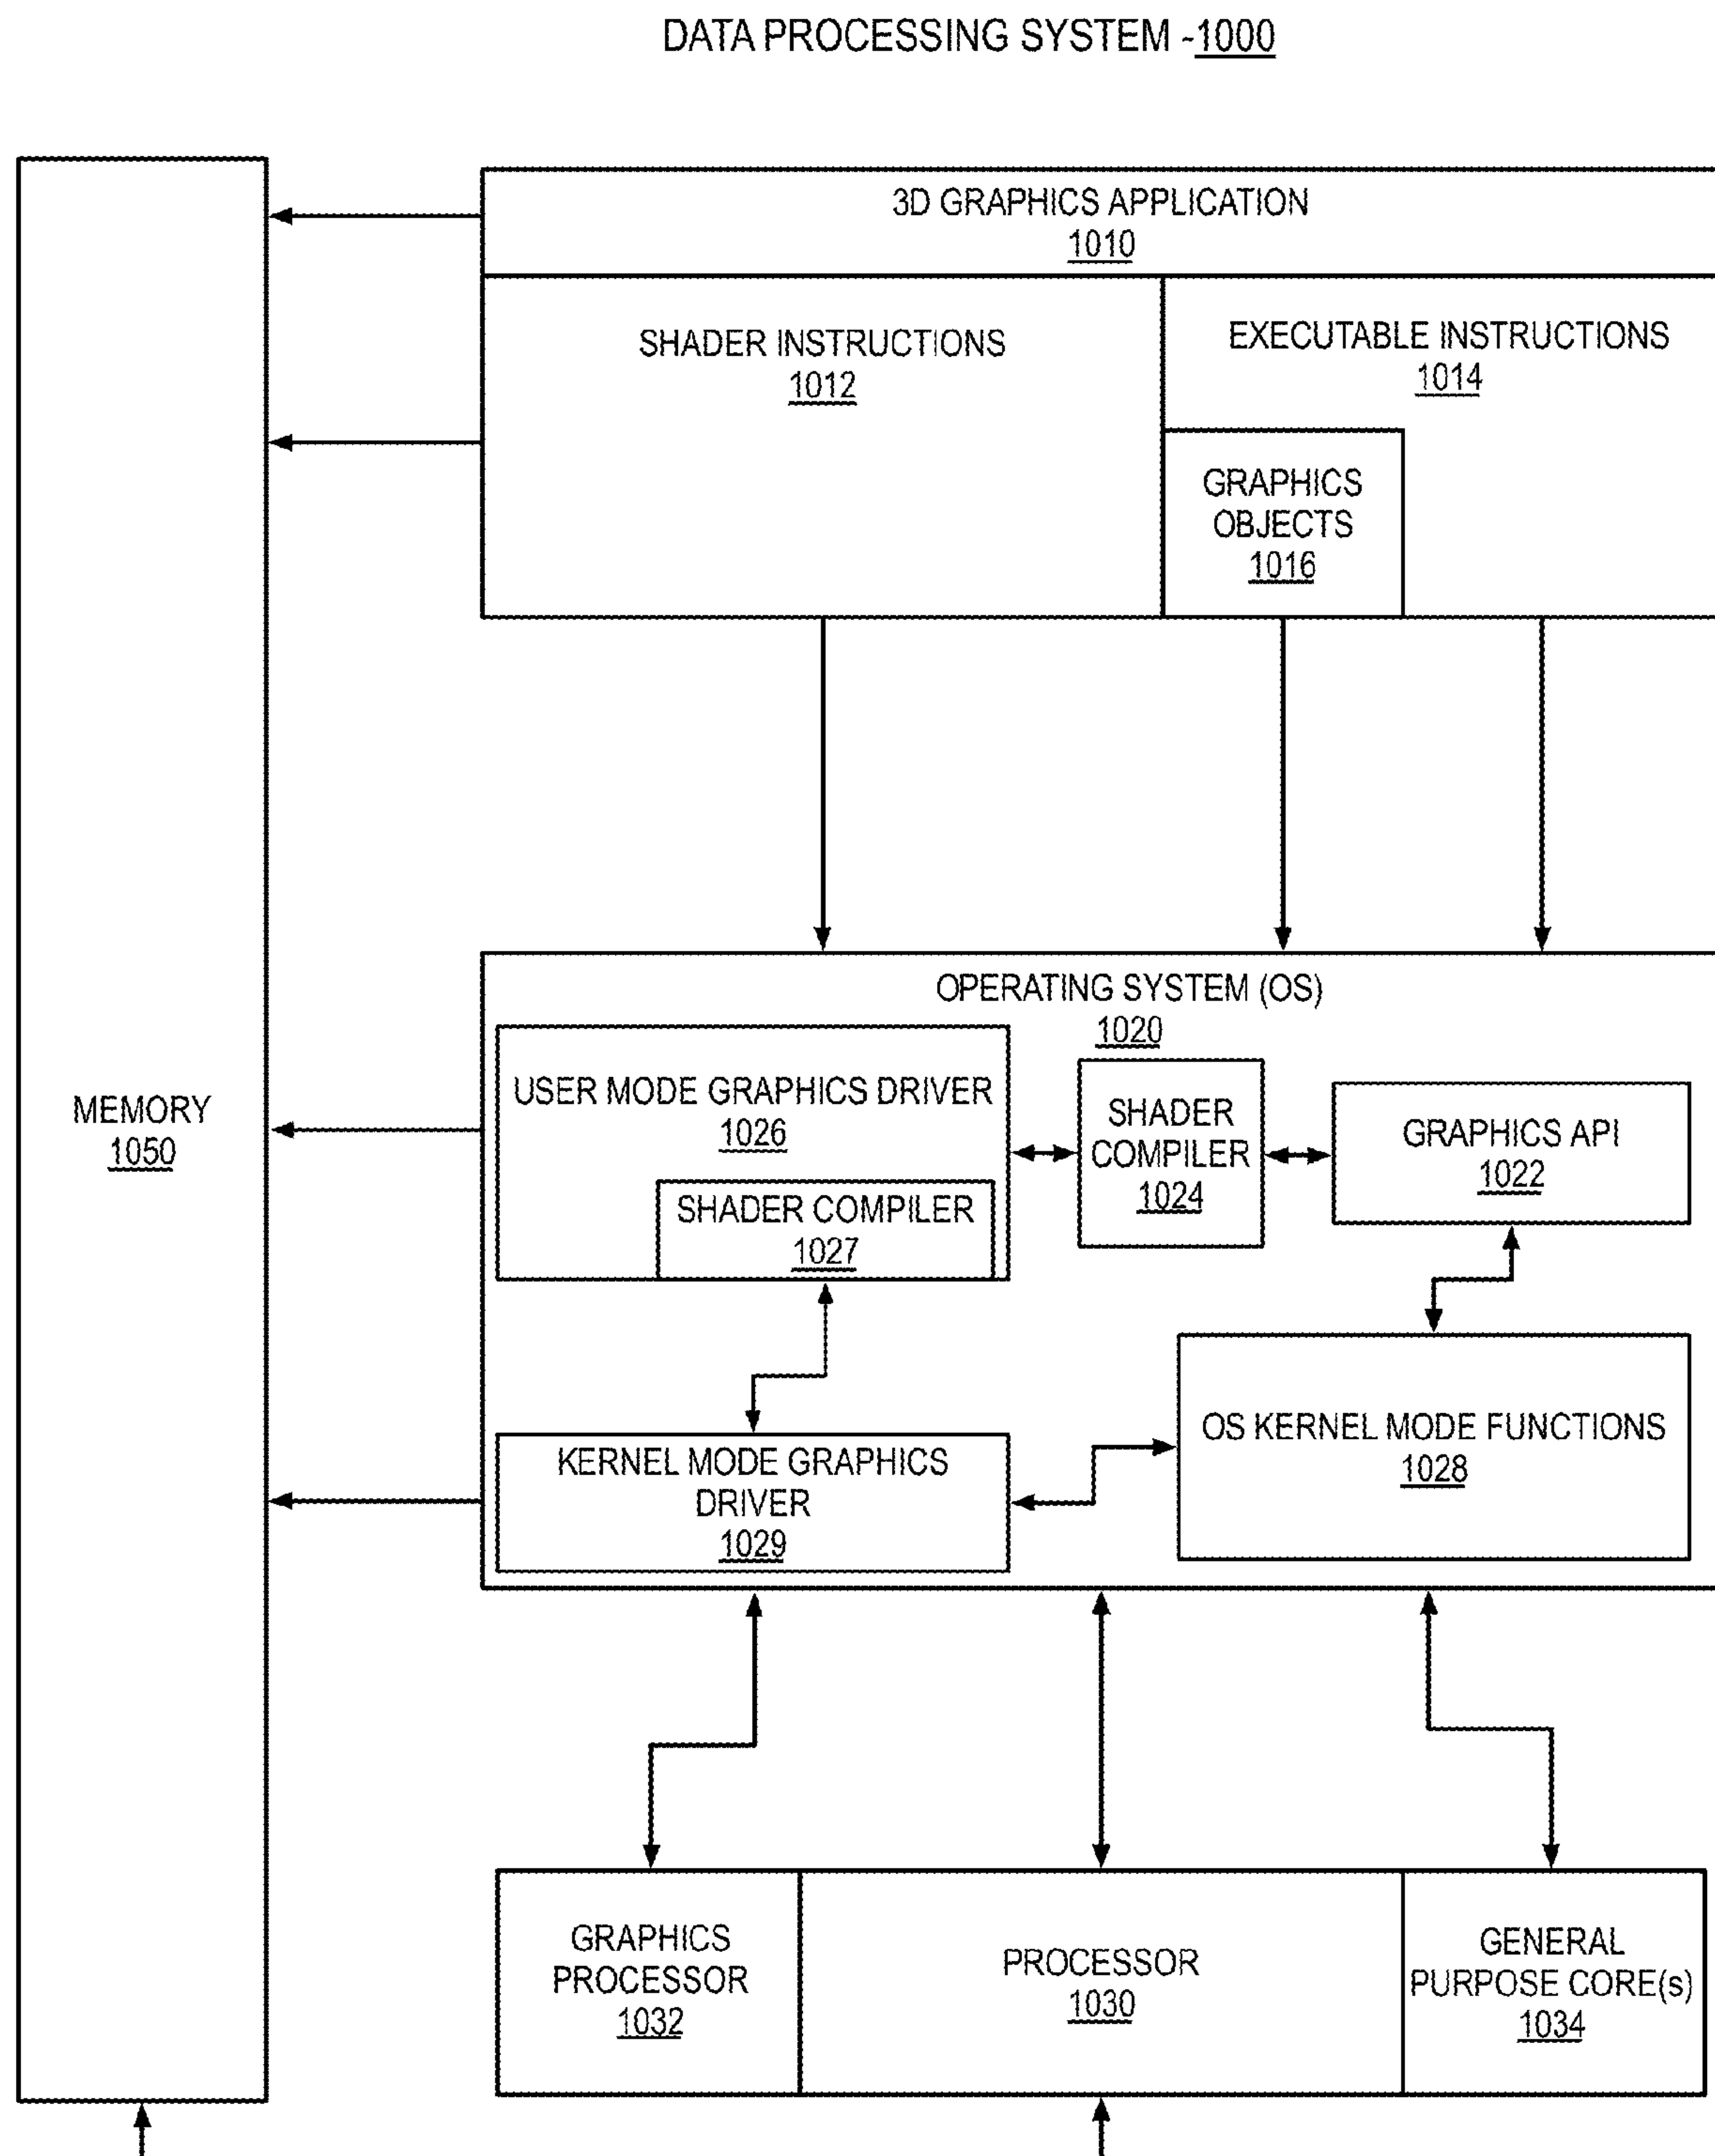 DATA PROCESSING SYSTEM -1000
3D GRAPHICS APPLICATION
1010
SHADER INSTRUCTIONS
1012
EXECUTABLE INSTRUCTIONS
1014
GRAPHICS
OBJECTS
1016
MEMORY
1050
OPERATING SYSTEM (OS)
1020
USER MODE GRAPHICS DRIVER
1026
SHADER COMPILER
1027
SHADER
COMPILER
1024
GRAPHICS API
1022
KERNEL MODE GRAPHICS
DRIVER
1029
OS KERNEL MODE FUNCTIONS
1028
GRAPHICS
PROCESSOR
1032
PROCESSOR
1030
GENERAL
PURPOSE CORE(s)
1034